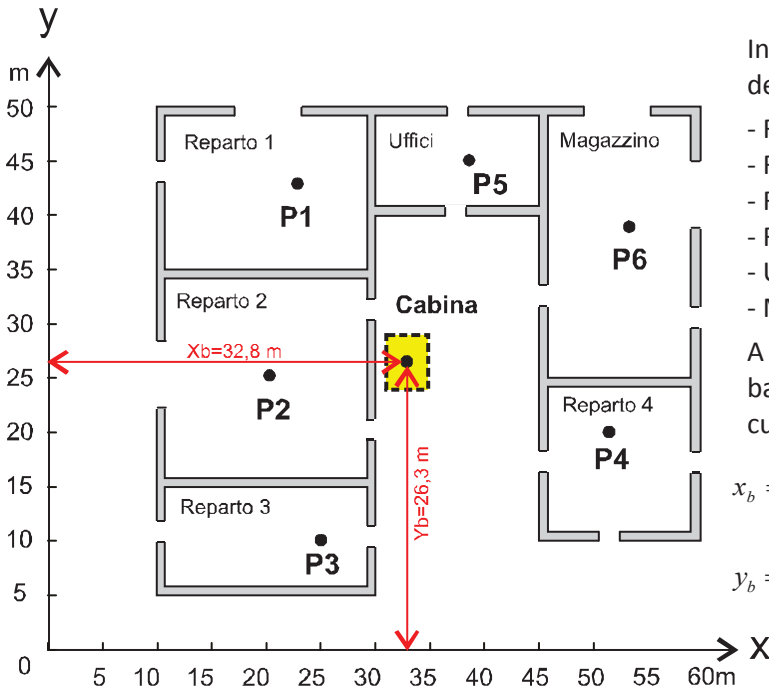 y
m
50
45
40
35
30
25
20
15
10
5
0
5 10 15 20 25 30 35 40 45 50 55 60m
X
Reparto 1
P1
Uffici
P5
Magazzino
P6
Reparto 2
P2
Cabina
Xb=32,8 m
Yb=26,3 m
Reparto 4
P4
Reparto 3
P3
In
de
-
-
-
-
- U
-
A
ba
cu
x_b =
y_b =